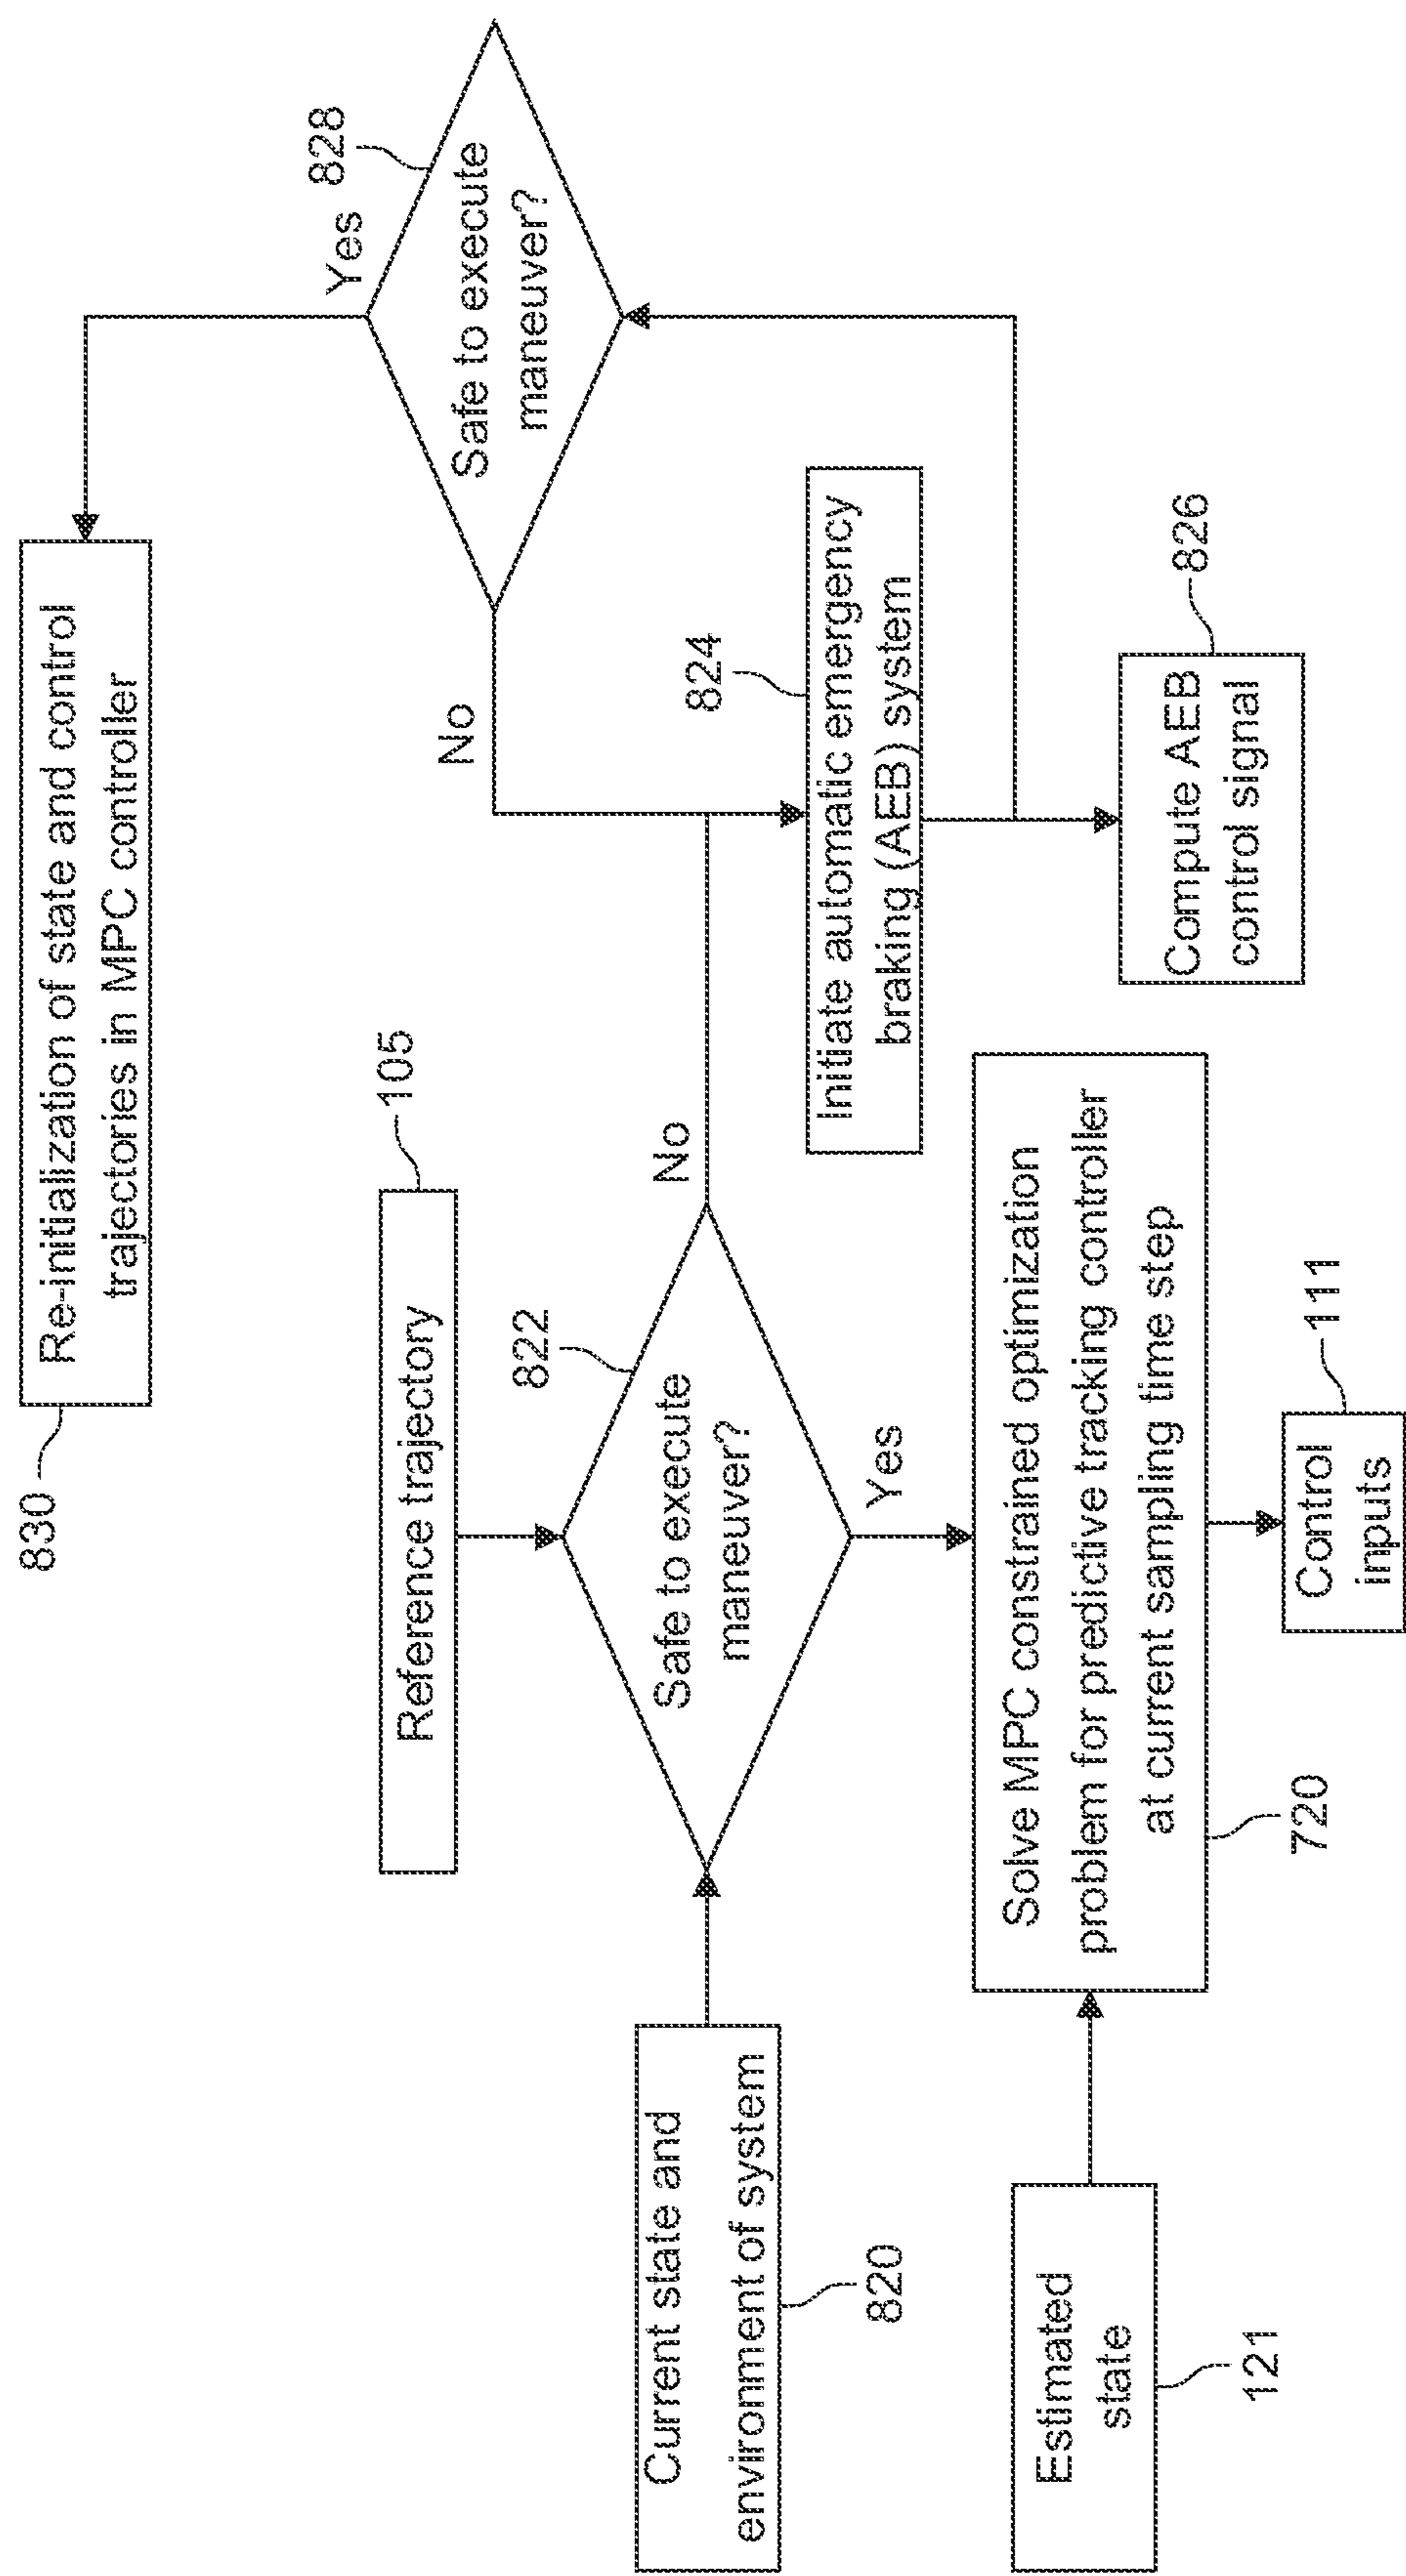 830
Re-initialization of state and control
trajectories in MPC controller
Reference trajectory
105
Yes
828
Safe to execute
maneuver?
822
Safe to execute
maneuver?
No
No
Current state and
environment of system
820
824
Initiate automatic emergency
braking (AEB) system
Yes
Estimated
state
121
Solve MPC constrained optimization
problem for predictive tracking controller
at current sampling time step
720
Compute AEB
control signal
826
Control
inputs
111